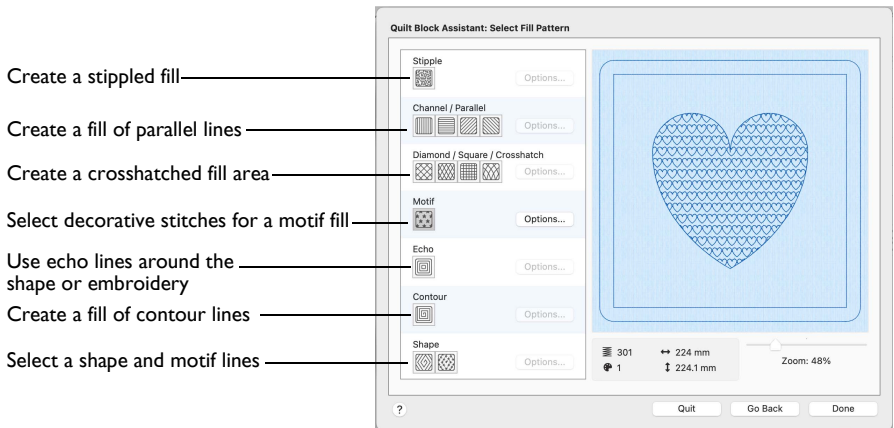 Quilt Block Assistant: Select Fill Pattern
Create a stippled fill
Stipple
Options...
Create a fill of parallel lines
Channel / Parallel
Options...
Create a crosshatched fill area
Diamond / Square / Crosshatch
Options...
Select decorative stitches for a motif fill
Motif
Options...
Use echo lines around the
shape or embroidery
Echo
Options...
Create a fill of contour lines
Contour
Options...
Select a shape and motif lines
Shape
Options...
301
224 mm
1
224.1 mm
Zoom: 48%
?
Quit
Go Back
Done